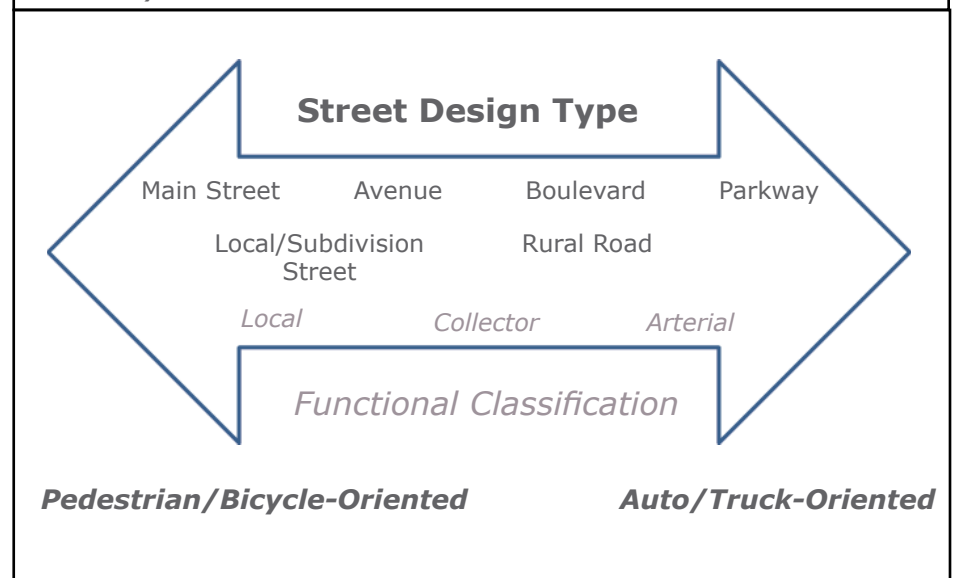 Street Design Type
Main Street Avenue Boulevard Parkway
Local/Subdivision Street Rural Road
Local Collector Arterial
Functional Classification
Pedestrian/Bicycle-Oriented Auto/Truck-Oriented